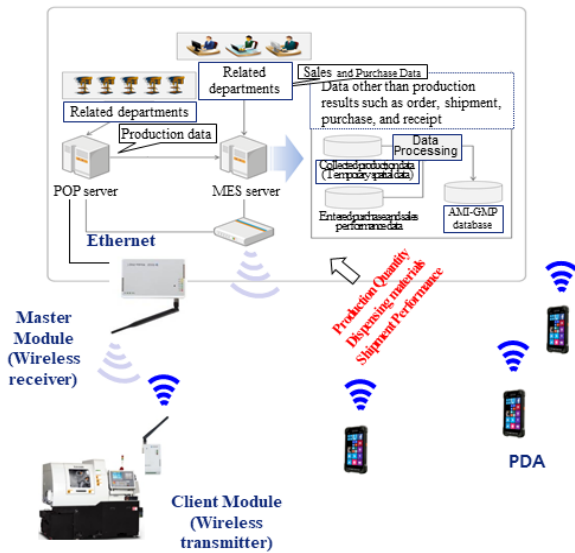 Related
departments
Sales and Purchase Data
Data other than production
results such as order, shipment,
purchase, and receipt
Related departments
Production data
Data
Processing
Collected production data
(Temporary spatial data)
POP server
MES server
Entered purchase and sales
performance data
AMI-GMP
database
Ethernet
Production Quantity
Dispensing materials
Shipment Performance
Master
Module
(Wireless
receiver)
PDA
Client Module
(Wireless
transmitter)